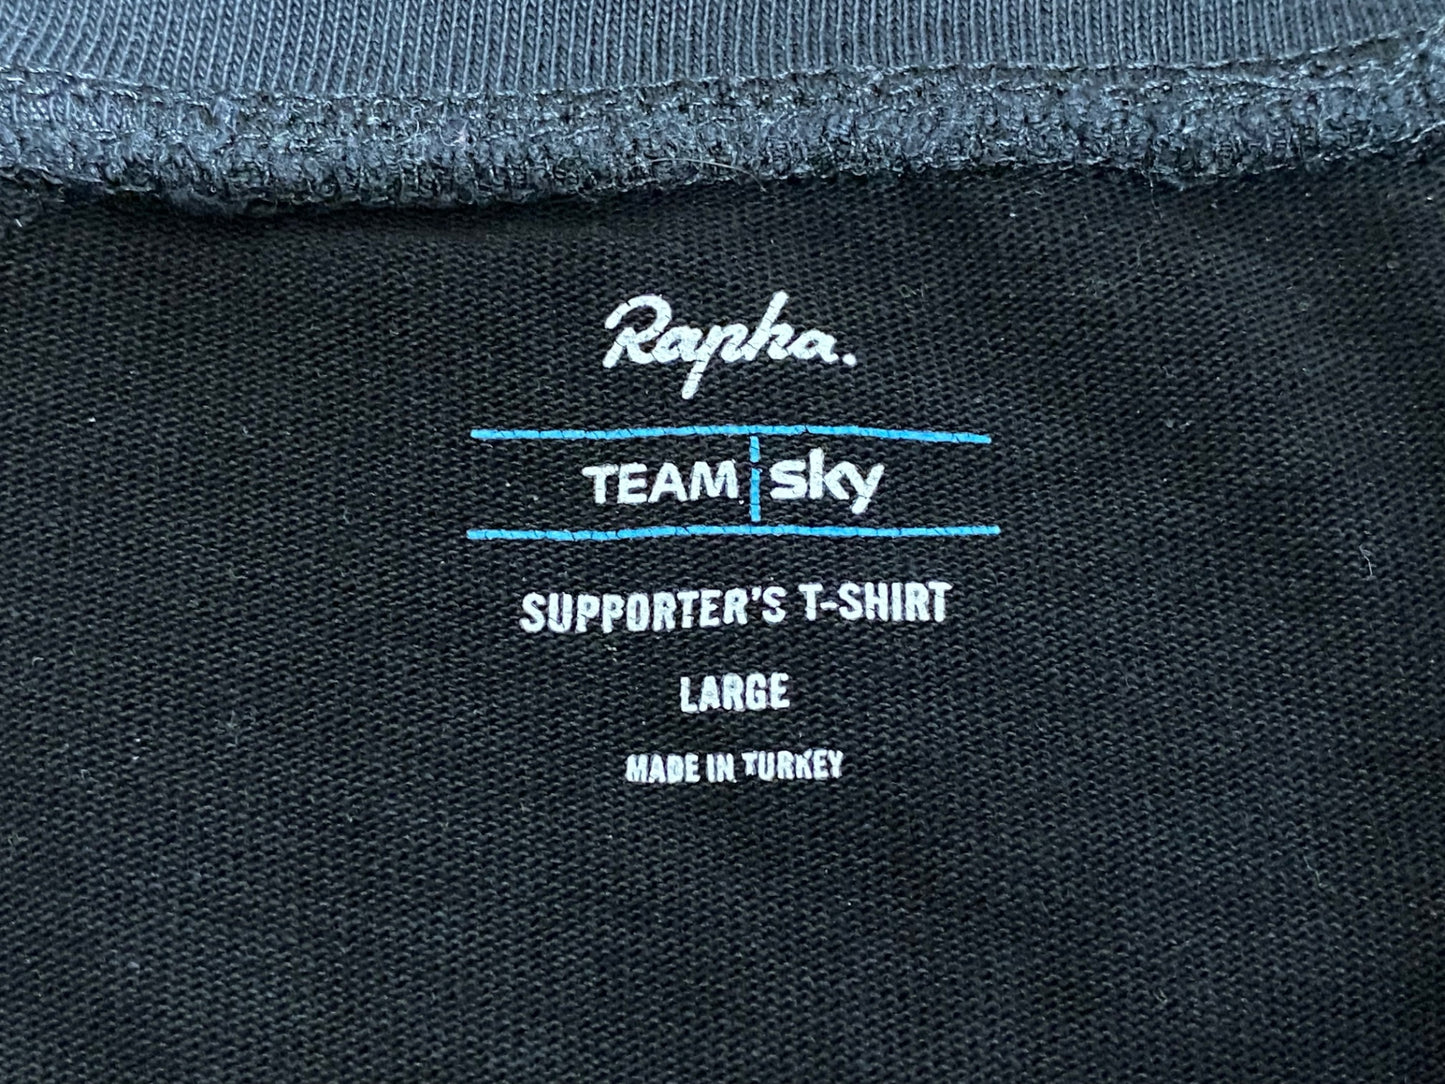 Rapha.
TEAM sky
SUPPORTER'S T-SHIRT
LARGE
MADE IN TURKEY